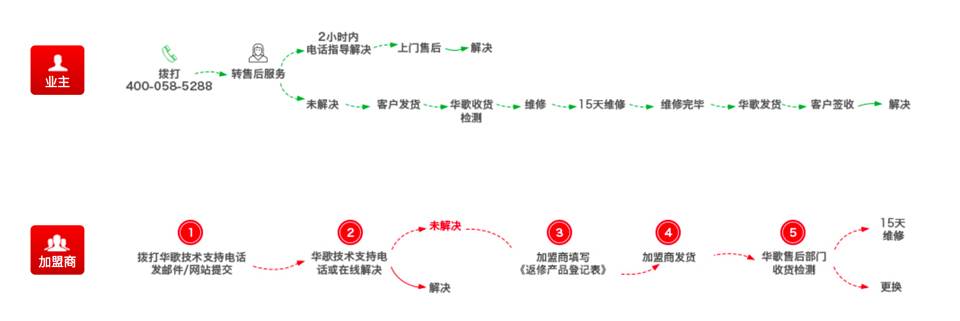 业主
拨打
400-058-5288
转售后服务
2小时内
电话指导解决
上门售后
解决
未解决
客户发货
华歌收货
检测
维修
15天维修
维修完毕
华歌发货
客户签收
解决
加盟商
1
拨打华歌技术支持电话
发邮件/网站提交
2
华歌技术支持电
话或在线解决
未解决
解决
3
加盟商填写
《返修产品登记表》
4
加盟商发货
5
华歌售后部门
收货检测
15天
维修
更换